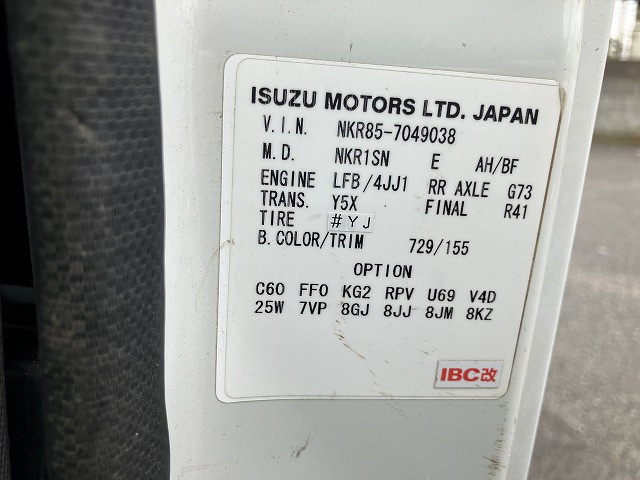 ISUZU MOTORS LTD. JAPAN
V.I.N. NKR85-7049038
M.D. NKR1SN E AH/BF
ENGINE LFB/4JJ1 RR AXLE G73
TRANS. Y5X FINAL R41
TIRE #YJ
B.COLOR/TRIM 729/155
OPTION
C60 FF0 KG2 RPV U69 V4D
25W 7VP 8GJ 8JJ 8JM 8KZ
IBC改